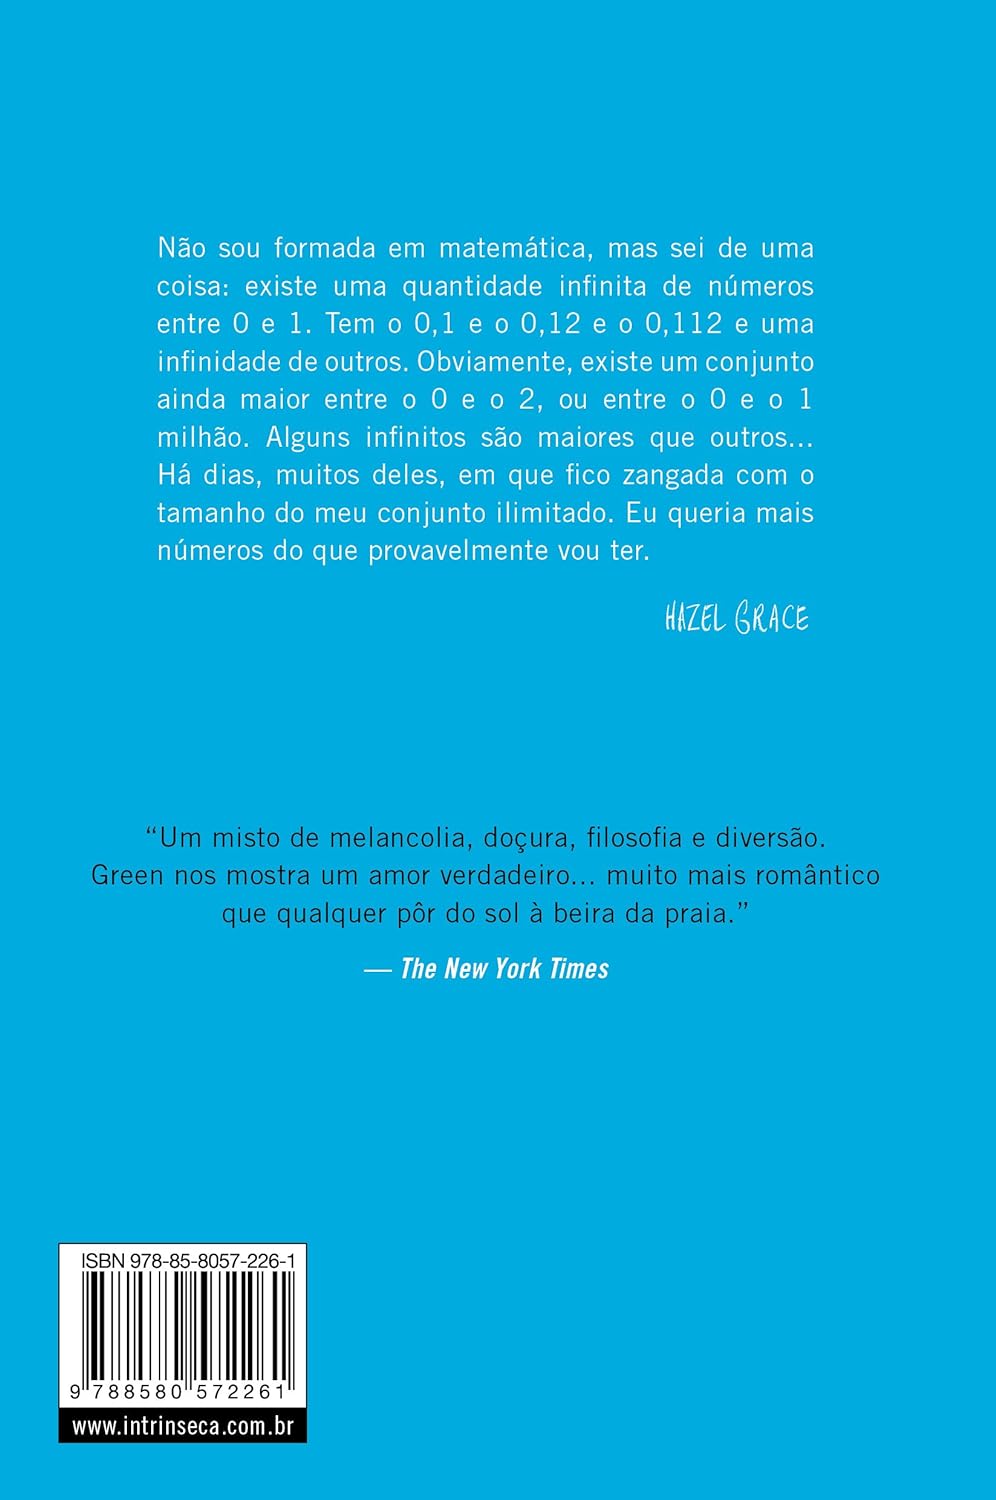 Não sou formada em matemática, mas sei de uma
coisa: existe uma quantidade infinita de números
entre 0 e 1. Tem o 0,1 e o 0,12 e o 0,112 e uma
infinidade de outros. Obviamente, existe um conjunto
ainda maior entre o 0 e o 2, ou entre o 0 e o 1
milhão. Alguns infinitos são maiores que outros...
Há dias, muitos deles, em que fico zangada com o
tamanho do meu conjunto ilimitado. Eu queria mais
números do que provavelmente vou ter.
HAZEL GRACE
“Um misto de melancolia, doçura, filosofia e diversão.
Green nos mostra um amor verdadeiro... muito mais romântico
que qualquer pôr do sol à beira da praia.”
— The New York Times
ISBN 978-85-8057-226-1
9 788580 572261
www.intrinseca.com.br